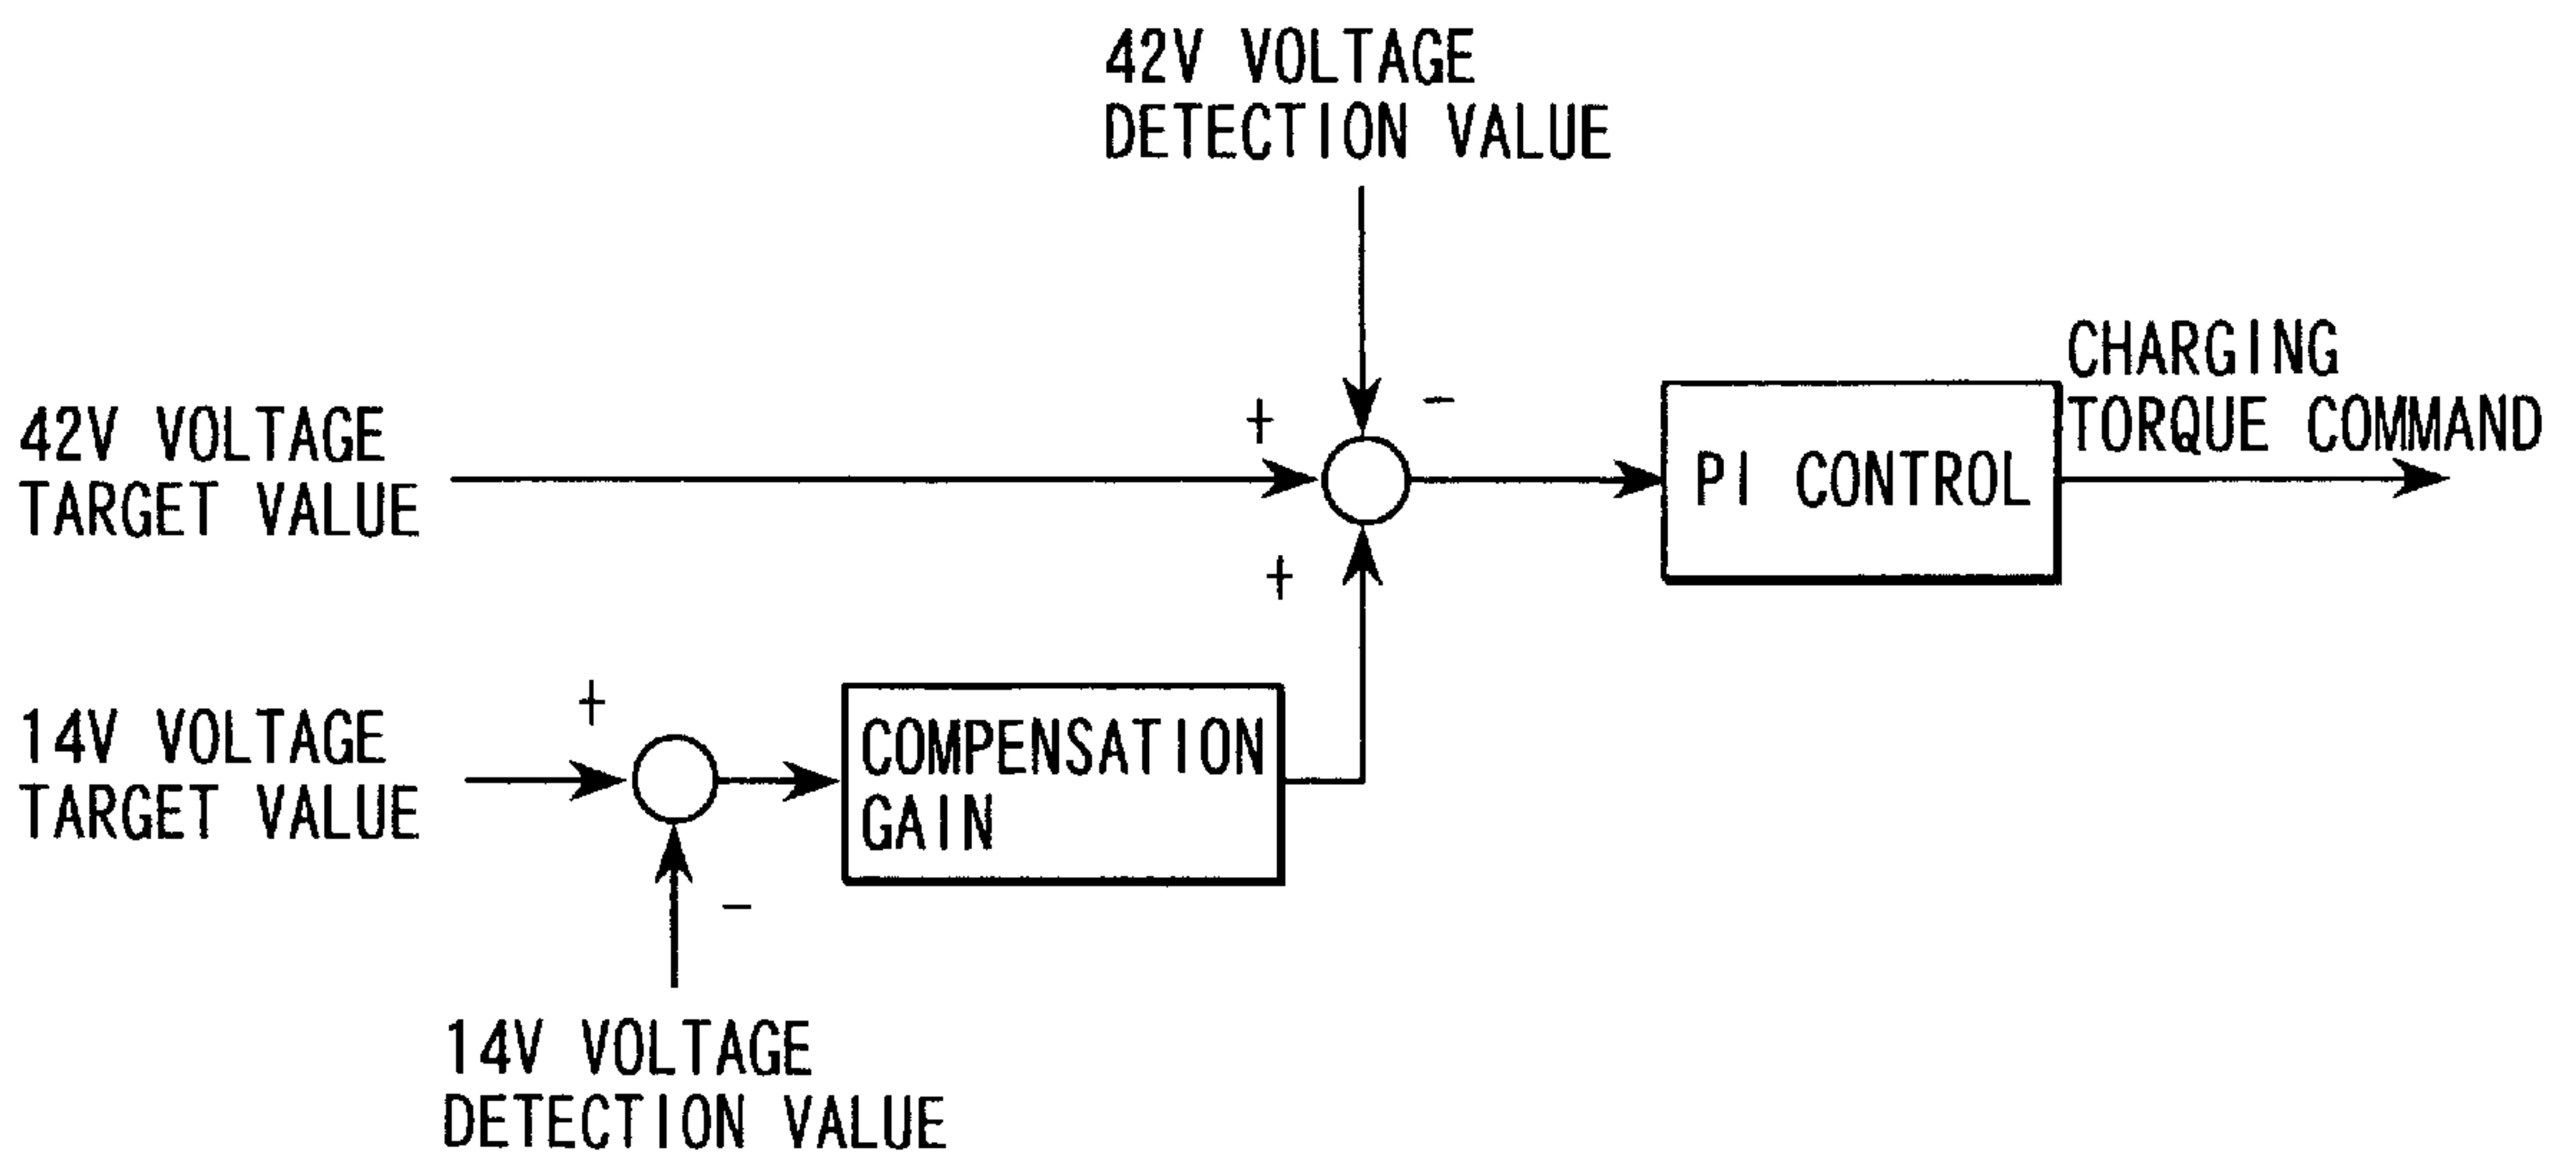 42V VOLTAGE
DETECTION VALUE
-
+
42V VOLTAGE
TARGET VALUE
+
PI CONTROL
CHARGING
TORQUE COMMAND
+
14V VOLTAGE
TARGET VALUE
-
COMPENSATION
GAIN
14V VOLTAGE
DETECTION VALUE